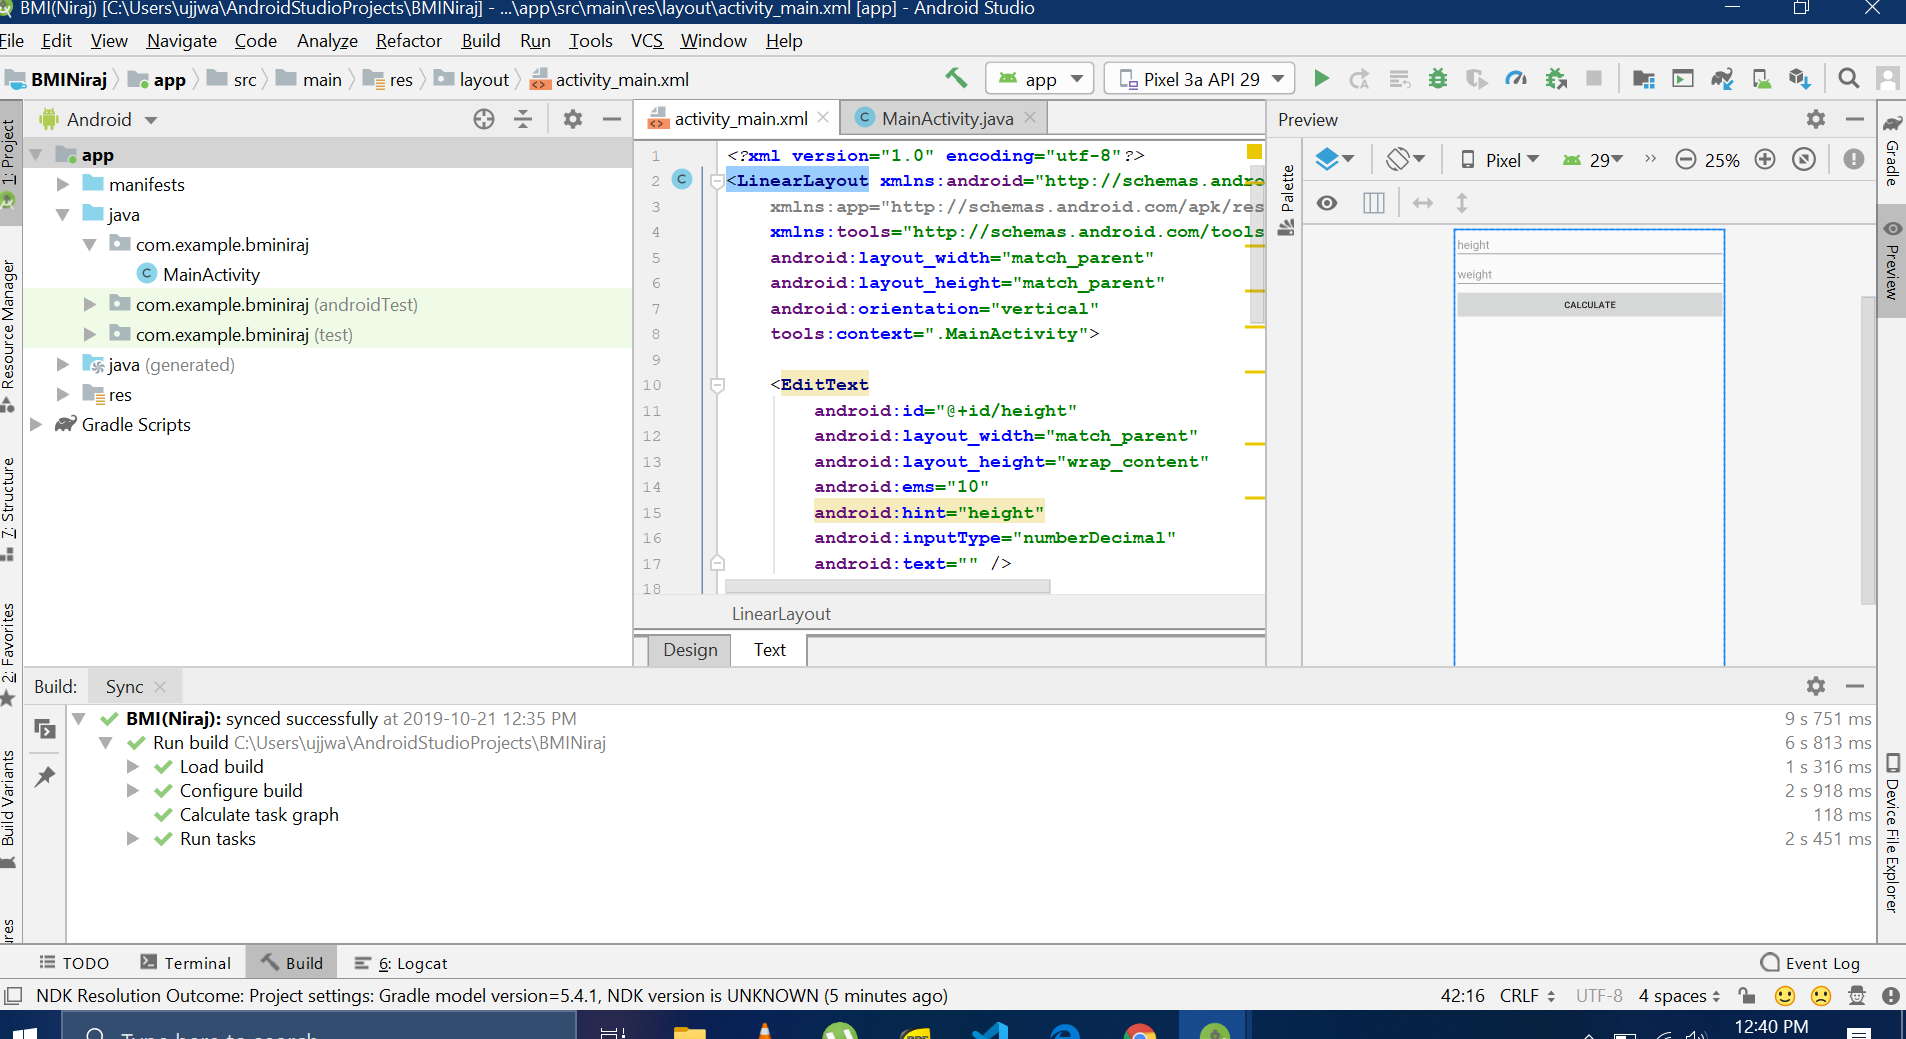 BMI(Niraj) [C:\Users\ujjwa\AndroidStudioProjects\BMINiraj] - ...\app\src\main\res\layout\activity_main.xml [app] - Android Studio
File Edit View Navigate Code Analyze Refactor Build Run Tools VCS Window Help
BMINiraj app src main res layout activity_main.xml app Pixel 3a API 29
Android
activity_main.xml MainActivity.java
Preview
1: Project
Resource Manager
7: Structure
2: Favorites
Build Variants
app
manifests
java
com.example.bminiraj
MainActivity
com.example.bminiraj (androidTest)
com.example.bminiraj (test)
java (generated)
res
Gradle Scripts
1 <?xml version="1.0" encoding="utf-8"?>
2 <LinearLayout xmlns:android="http://schemas.andro
3 xmlns:app="http://schemas.android.com/apk/res
4 xmlns:tools="http://schemas.android.com/tools
5 android:layout_width="match_parent"
6 android:layout_height="match_parent"
7 android:orientation="vertical"
8 tools:context=".MainActivity">
9
10 <EditText
11 android:id="@+id/height"
12 android:layout_width="match_parent"
13 android:layout_height="wrap_content"
14 android:ems="10"
15 android:hint="height"
16 android:inputType="numberDecimal"
17 android:text="" />
18
LinearLayout
Design Text
Palette
Pixel 29 25%
height
weight
CALCULATE
Gradle
Preview
Device File Explorer
Build: Sync
BMI(Niraj): synced successfully at 2019-10-21 12:35 PM 9 s 751 ms
Run build C:\Users\ujjwa\AndroidStudioProjects\BMINiraj 6 s 813 ms
Load build 1 s 316 ms
Configure build 2 s 918 ms
Calculate task graph 118 ms
Run tasks 2 s 451 ms
TODO Terminal Build 6: Logcat Event Log
NDK Resolution Outcome: Project settings: Gradle model version=5.4.1, NDK version is UNKNOWN (5 minutes ago) 42:16 CRLF UTF-8 4 spaces
Type here to search
12:40 PM